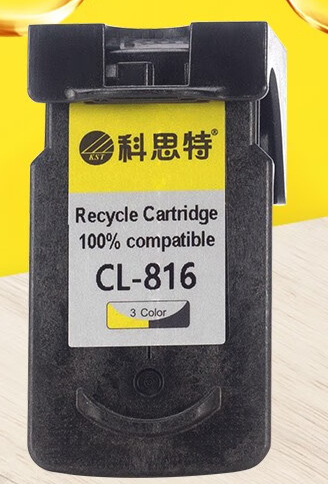 KST 科思特®
Recycle Cartridge
100% compatible
CL-816
3 Color